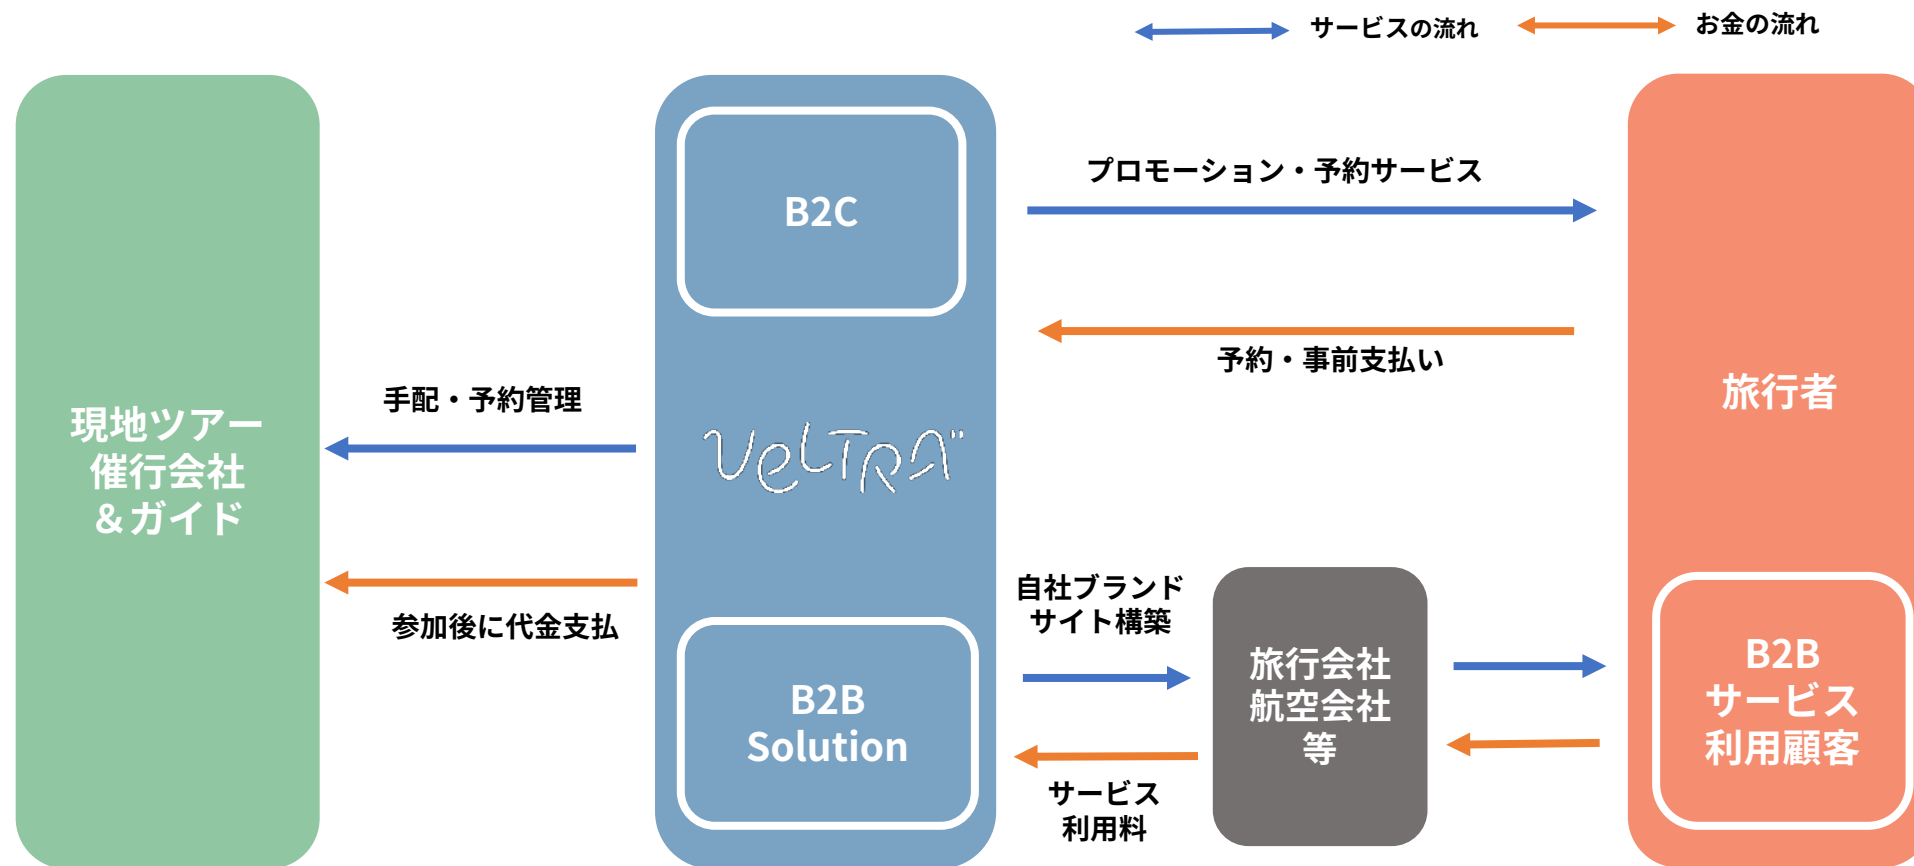 サービスの流れ
お金の流れ
現地ツアー
催行会社
＆ガイド
手配・予約管理
参加後に代金支払
B2C
VELTRA
B2B
Solution
プロモーション・予約サービス
予約・事前支払い
自社ブランド
サイト構築
サービス
利用料
旅行会社
航空会社
等
旅行者
B2B
サービス
利用顧客